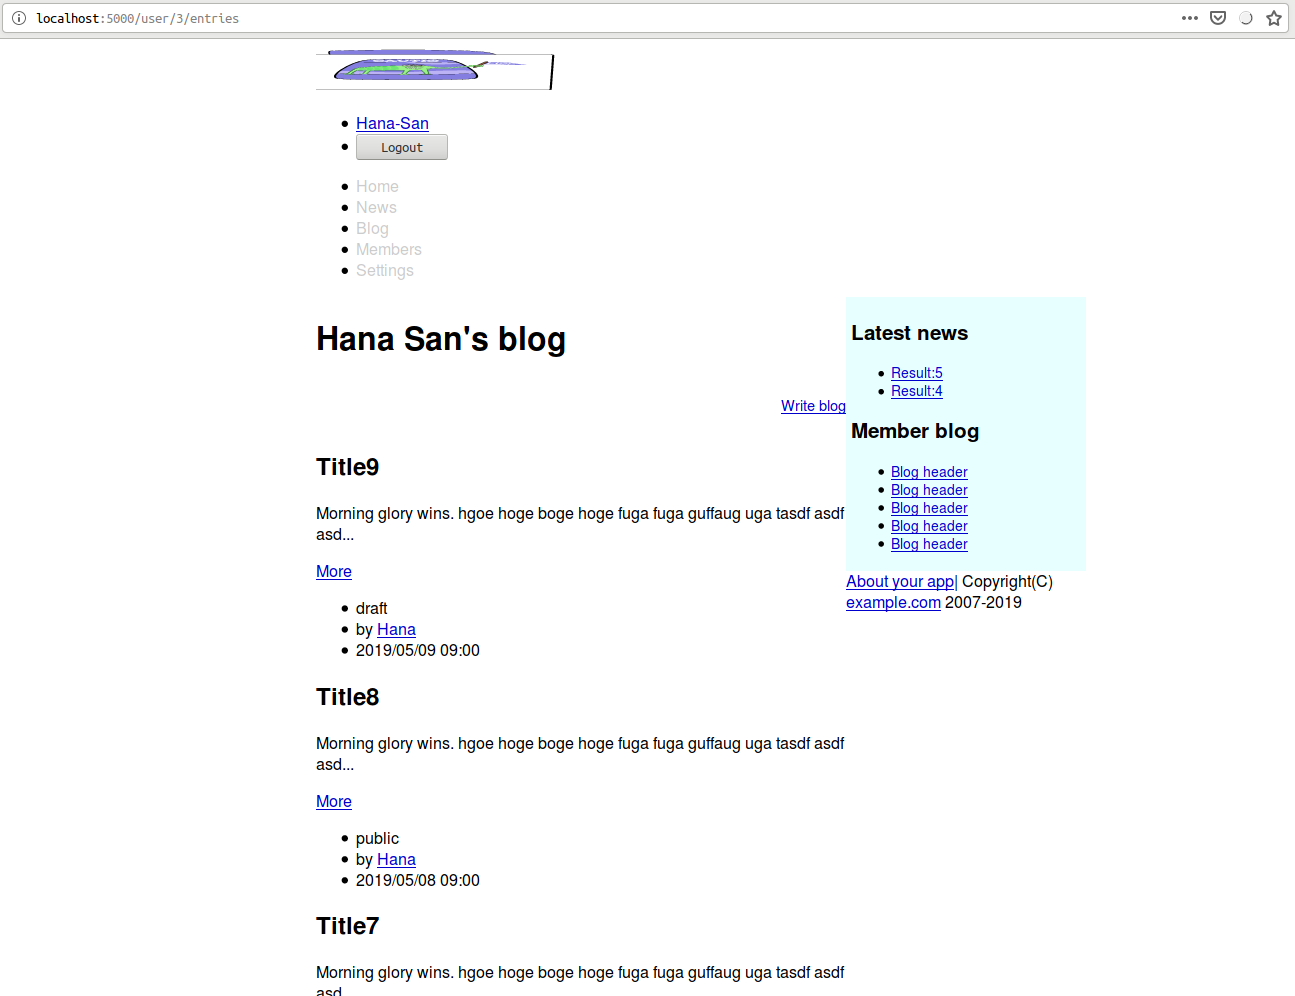 localhost:5000/user/3/entries
Hana-San
Logout
Home
News
Blog
Members
Settings
Hana San's blog
Write blog
Title9
Morning glory wins. hgoe hoge boge hoge fuga fuga guffaug uga tasdf asdf
asd...
More
draft
by Hana
2019/05/09 09:00
Title8
Morning glory wins. hgoe hoge boge hoge fuga fuga guffaug uga tasdf asdf
asd...
More
public
by Hana
2019/05/08 09:00
Title7
Morning glory wins. hgoe hoge boge hoge fuga fuga guffaug uga tasdf asdf
asd
Latest news
Result:5
Result:4
Member blog
Blog header
Blog header
Blog header
Blog header
Blog header
About your app| Copyright(C)
example.com 2007-2019